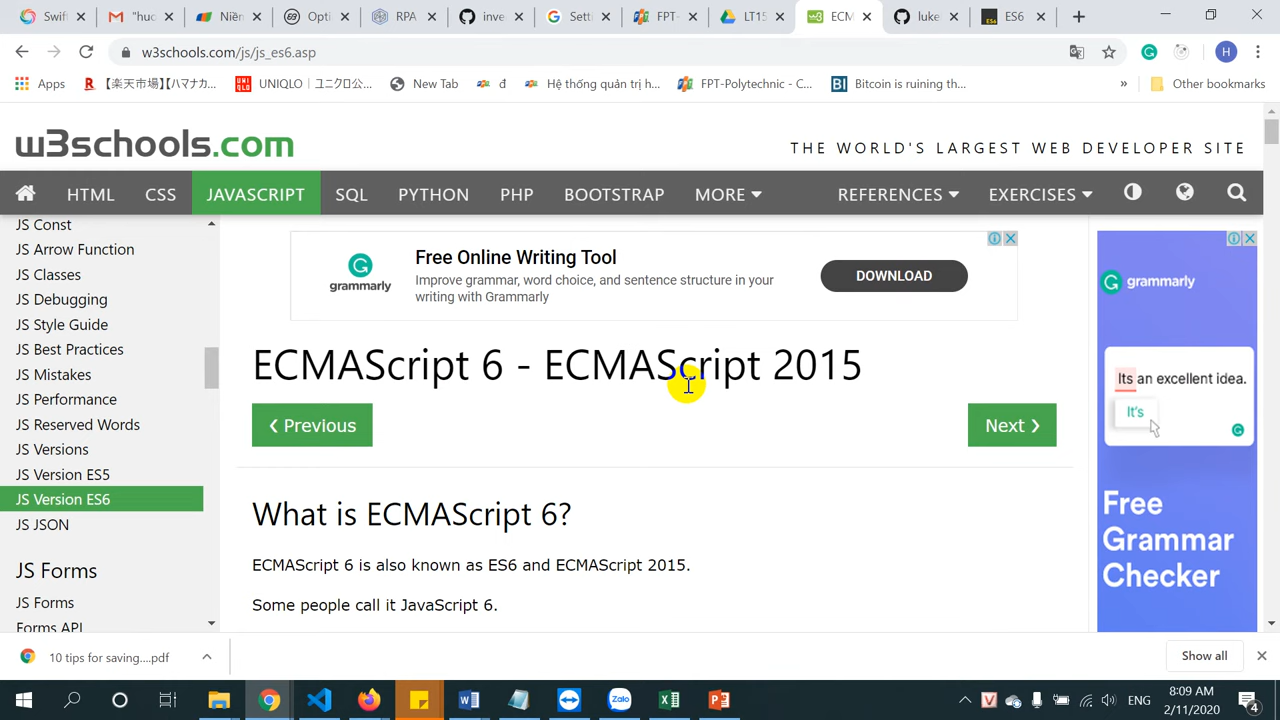 Swift
"huc
Niên
Opti
RPA
inve
Setti
FPT-
LT15
ECM
luke
ES6
w3schools.com/js/js_es6.asp
H
Apps
【楽天市場】【ハマナカ...
UNIQLO｜ユニクロ公...
New Tab
đ
Hệ thống quản trị h...
FPT-Polytechnic - C...
BI
Bitcoin is ruining th...
»
Other bookmarks
w3schools.com
THE WORLD'S LARGEST WEB DEVELOPER SITE
HTML CSS JAVASCRIPT SQL PYTHON PHP BOOTSTRAP MORE REFERENCES EXERCISES
JS Const
JS Arrow Function
JS Classes
JS Debugging
JS Style Guide
JS Best Practices
JS Mistakes
JS Performance
JS Reserved Words
JS Versions
JS Version ES5
JS Version ES6
JS JSON
JS Forms
JS Forms
Forms API
grammarly
Free Online Writing Tool
Improve grammar, word choice, and sentence structure in your
writing with Grammarly
DOWNLOAD
ECMAScript 6 - ECMAScript 2015
❮ Previous
Next ❯
What is ECMAScript 6?
ECMAScript 6 is also known as ES6 and ECMAScript 2015.
Some people call it JavaScript 6.
grammarly
Its an excellent idea.
It's
Free
Grammar
Checker
10 tips for saving....pdf
Show all
Zalo
ENG
8:09 AM
2/11/2020
4